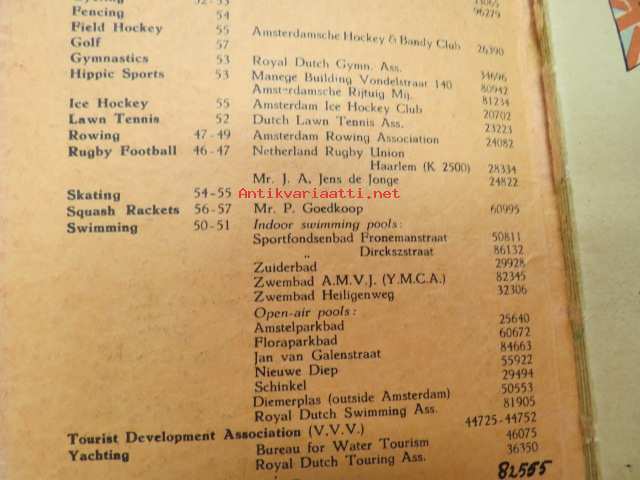 52-53 33065
Fencing 54 96279
Field Hockey 55 Amsterdamsche Hockey & Bandy Club 26390
Golf 57
Gymnastics 53 Royal Dutch Gymn. Ass. 34696
Hippic Sports 53 Manege Building Vondelstraat 140 80942
Amsterdamsche Rijtuig Mij. 81234
Ice Hockey 55 Amsterdam Ice Hockey Club 20702
Lawn Tennis 52 Dutch Lawn Tennis Ass. 23223
Rowing 47-49 Amsterdam Rowing Association 24082
Rugby Football 46-47 Netherland Rugby Union
Haarlem (K 2500) 28334
Mr. J. A. Jens de Jonge 24822
Skating 54-55
Antikvariaatti.net
Squash Rackets 56-57 Mr. P. Goedkoop 60995
Swimming 50-51 Indoor swimming pools:
Sportfondsenbad Fronemanstraat 50811
„ Dirckszstraat 86132
Zuiderbad 29928
Zwembad A.M.V.J. (Y.M.C.A.) 82345
Zwembad Heiligenweg 32306
Open-air pools:
Amstelparkbad 25640
Floraparkbad 60672
Jan van Galenstraat 84663
Nieuwe Diep 55922
Schinkel 29494
Diemerplas (outside Amsterdam) 50553
Royal Dutch Swimming Ass. 81905
Tourist Development Association (V.V.V.) 44725-44752
Yachting Bureau for Water Tourism 46075
Royal Dutch Touring Ass. 36350
82555